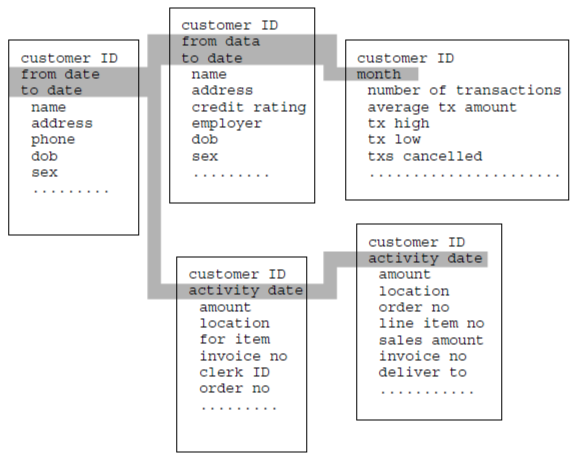 customer ID
from date
to date
name
address
phone
dob
sex
.........
customer ID
from data
to date
name
address
credit rating
employer
dob
sex
.........
customer ID
month
number of transactions
average tx amount
tx high
tx low
txs cancelled
......................
customer ID
activity date
amount
location
for item
invoice no
clerk ID
order no
.........
customer ID
activity date
amount
location
order no
line item no
sales amount
invoice no
deliver to
...........